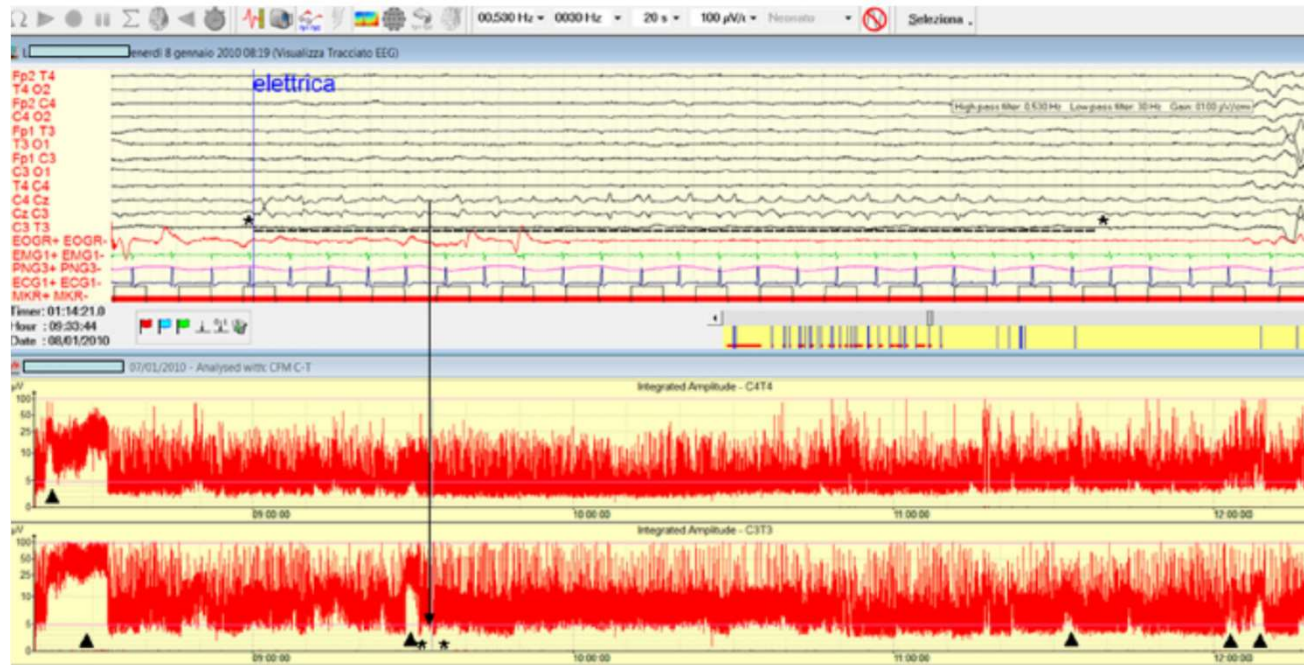 00.530 Hz 0030 Hz 20 s 100 µV/c Neonato Seleziona
enerdì 8 gennaio 2010 08:19 (Visualizza Tracciato EEG)
elettrica
Fp2 T4
T4 O2
Fp2 C4
High pass filter: 0.530 Hz Low pass filter: 30 Hz Gain: 0100 µV/cm
C4 O2
Fp1 T3
T3 O1
Fp1 C3
C3 O1
T4 C4
C4 Cz
Cz C3
C3 T3
EOGR+ EOGR-
EMG1+ EMG1-
PNG3+ PNG3-
ECG1+ ECG1-
MKR+ MKR-
Timer: 01:14:21.0
Hour : 09:33:44
Date : 08/01/2010
07/01/2010 - Analysed with: CFM C-T
µV Integrated Amplitude - C4T4
100
50
25
10
5
0
09:00:00 10:00:00 11:00:00 12:00:00
µV Integrated Amplitude - C3T3
100
50
25
10
5
0
09:00:00 10:00:00 11:00:00 12:00:00